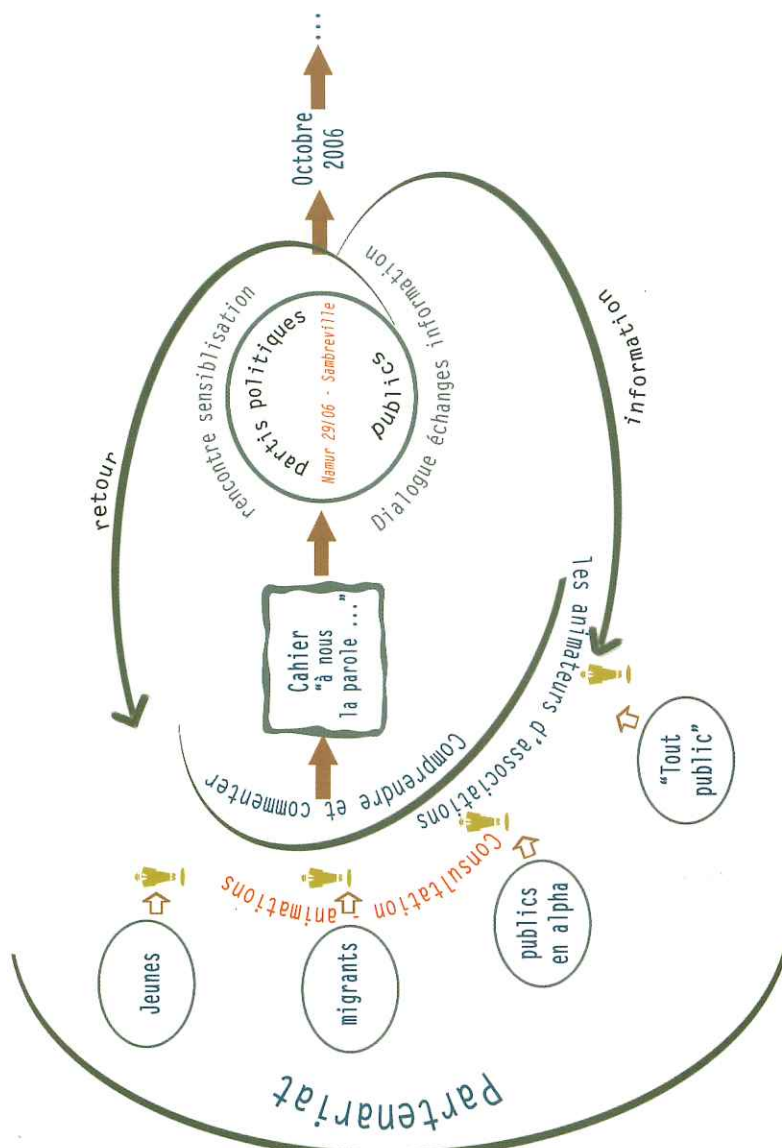 Partenariat
Jeunes
migrants
publics
en alpha
"Tout
public"
Consultation - animations
les animateurs d'associations
Comprendre et commenter
Cahier
"à nous
la parole ..."
retour
rencontre sensiblisation
partis politiques
Namur 29/06 - Sambreville
publics
Dialogue échanges information
information
Octobre
2006
...